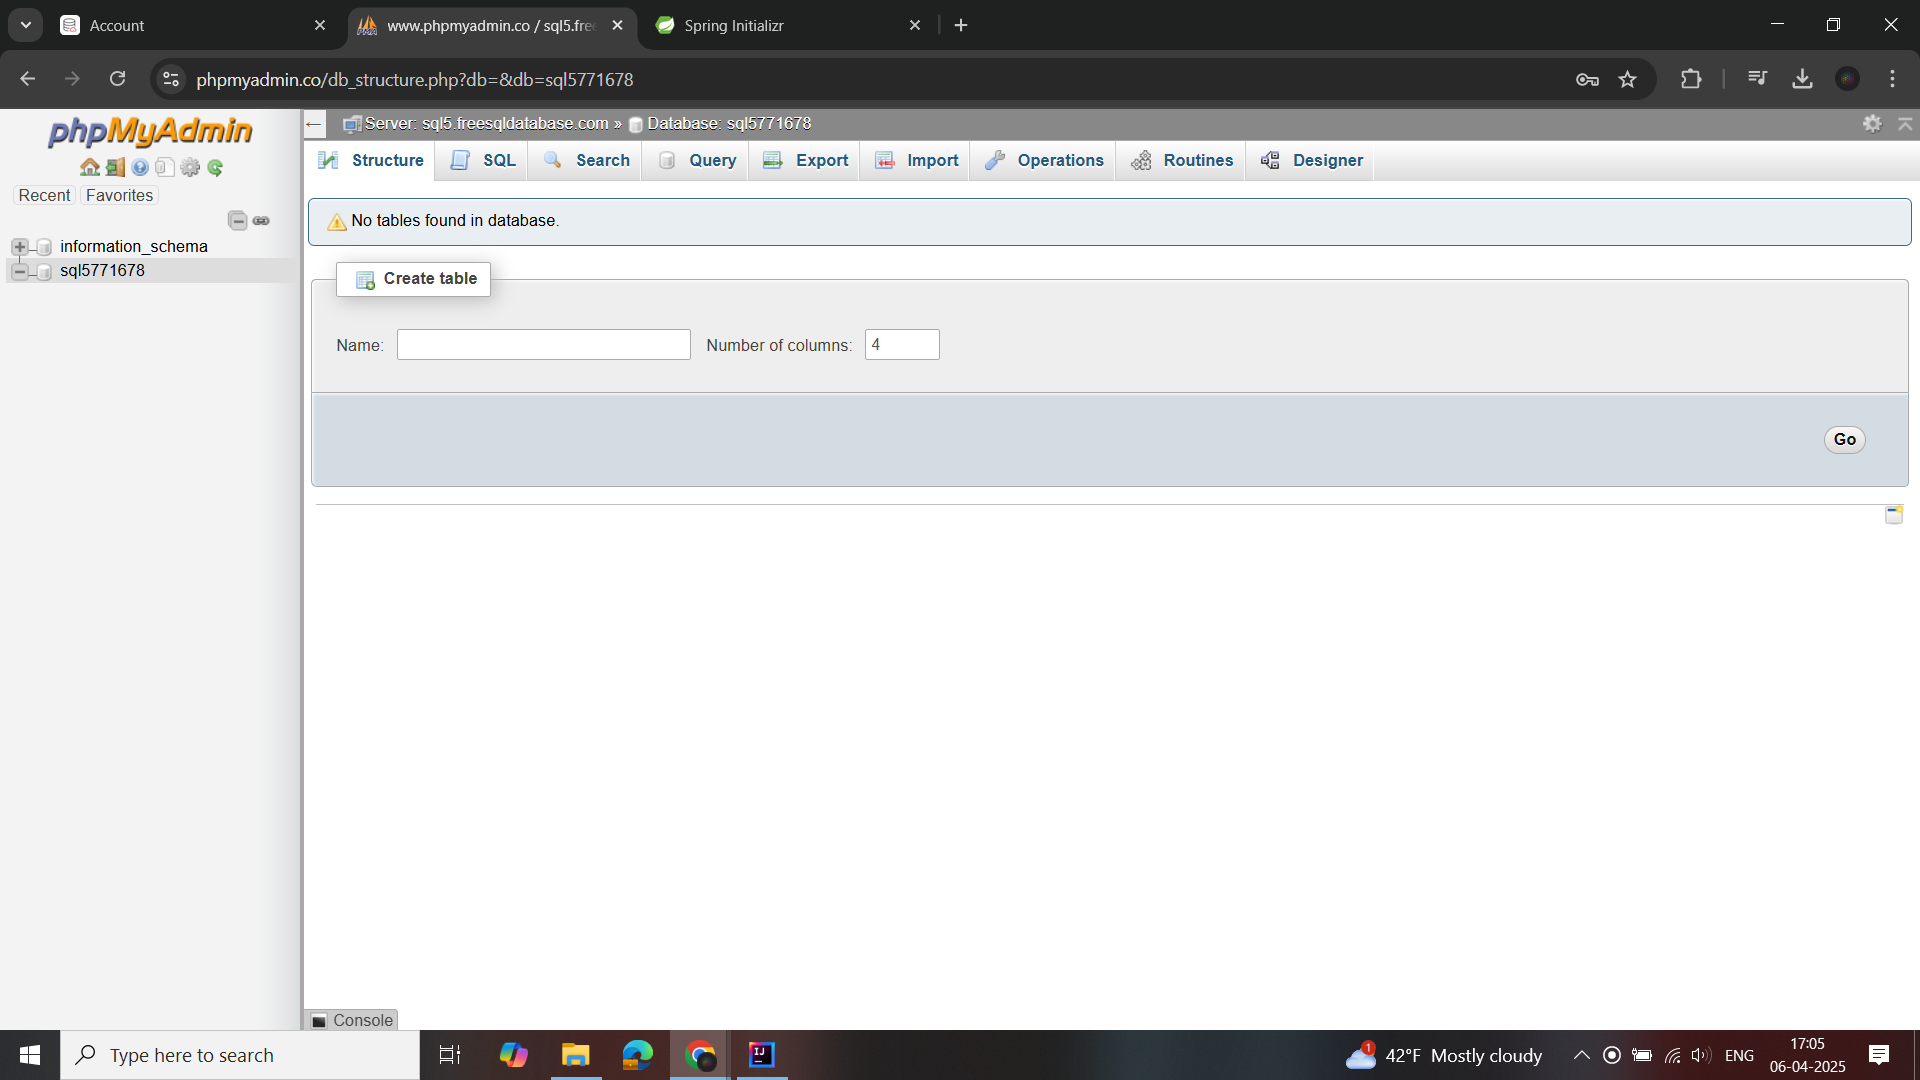 Account
www.phpmyadmin.co / sql5.free
Spring Initializr
phpmyadmin.co/db_structure.php?db=&db=sql5771678
phpMyAdmin
Recent Favorites
information_schema
sql5771678
Server: sql5.freesqldatabase.com » Database: sql5771678
Structure SQL Search Query Export Import Operations Routines Designer
No tables found in database.
Create table
Name: Number of columns: 4
Go
Console
Type here to search
1
42°F Mostly cloudy
ENG
17:05
06-04-2025